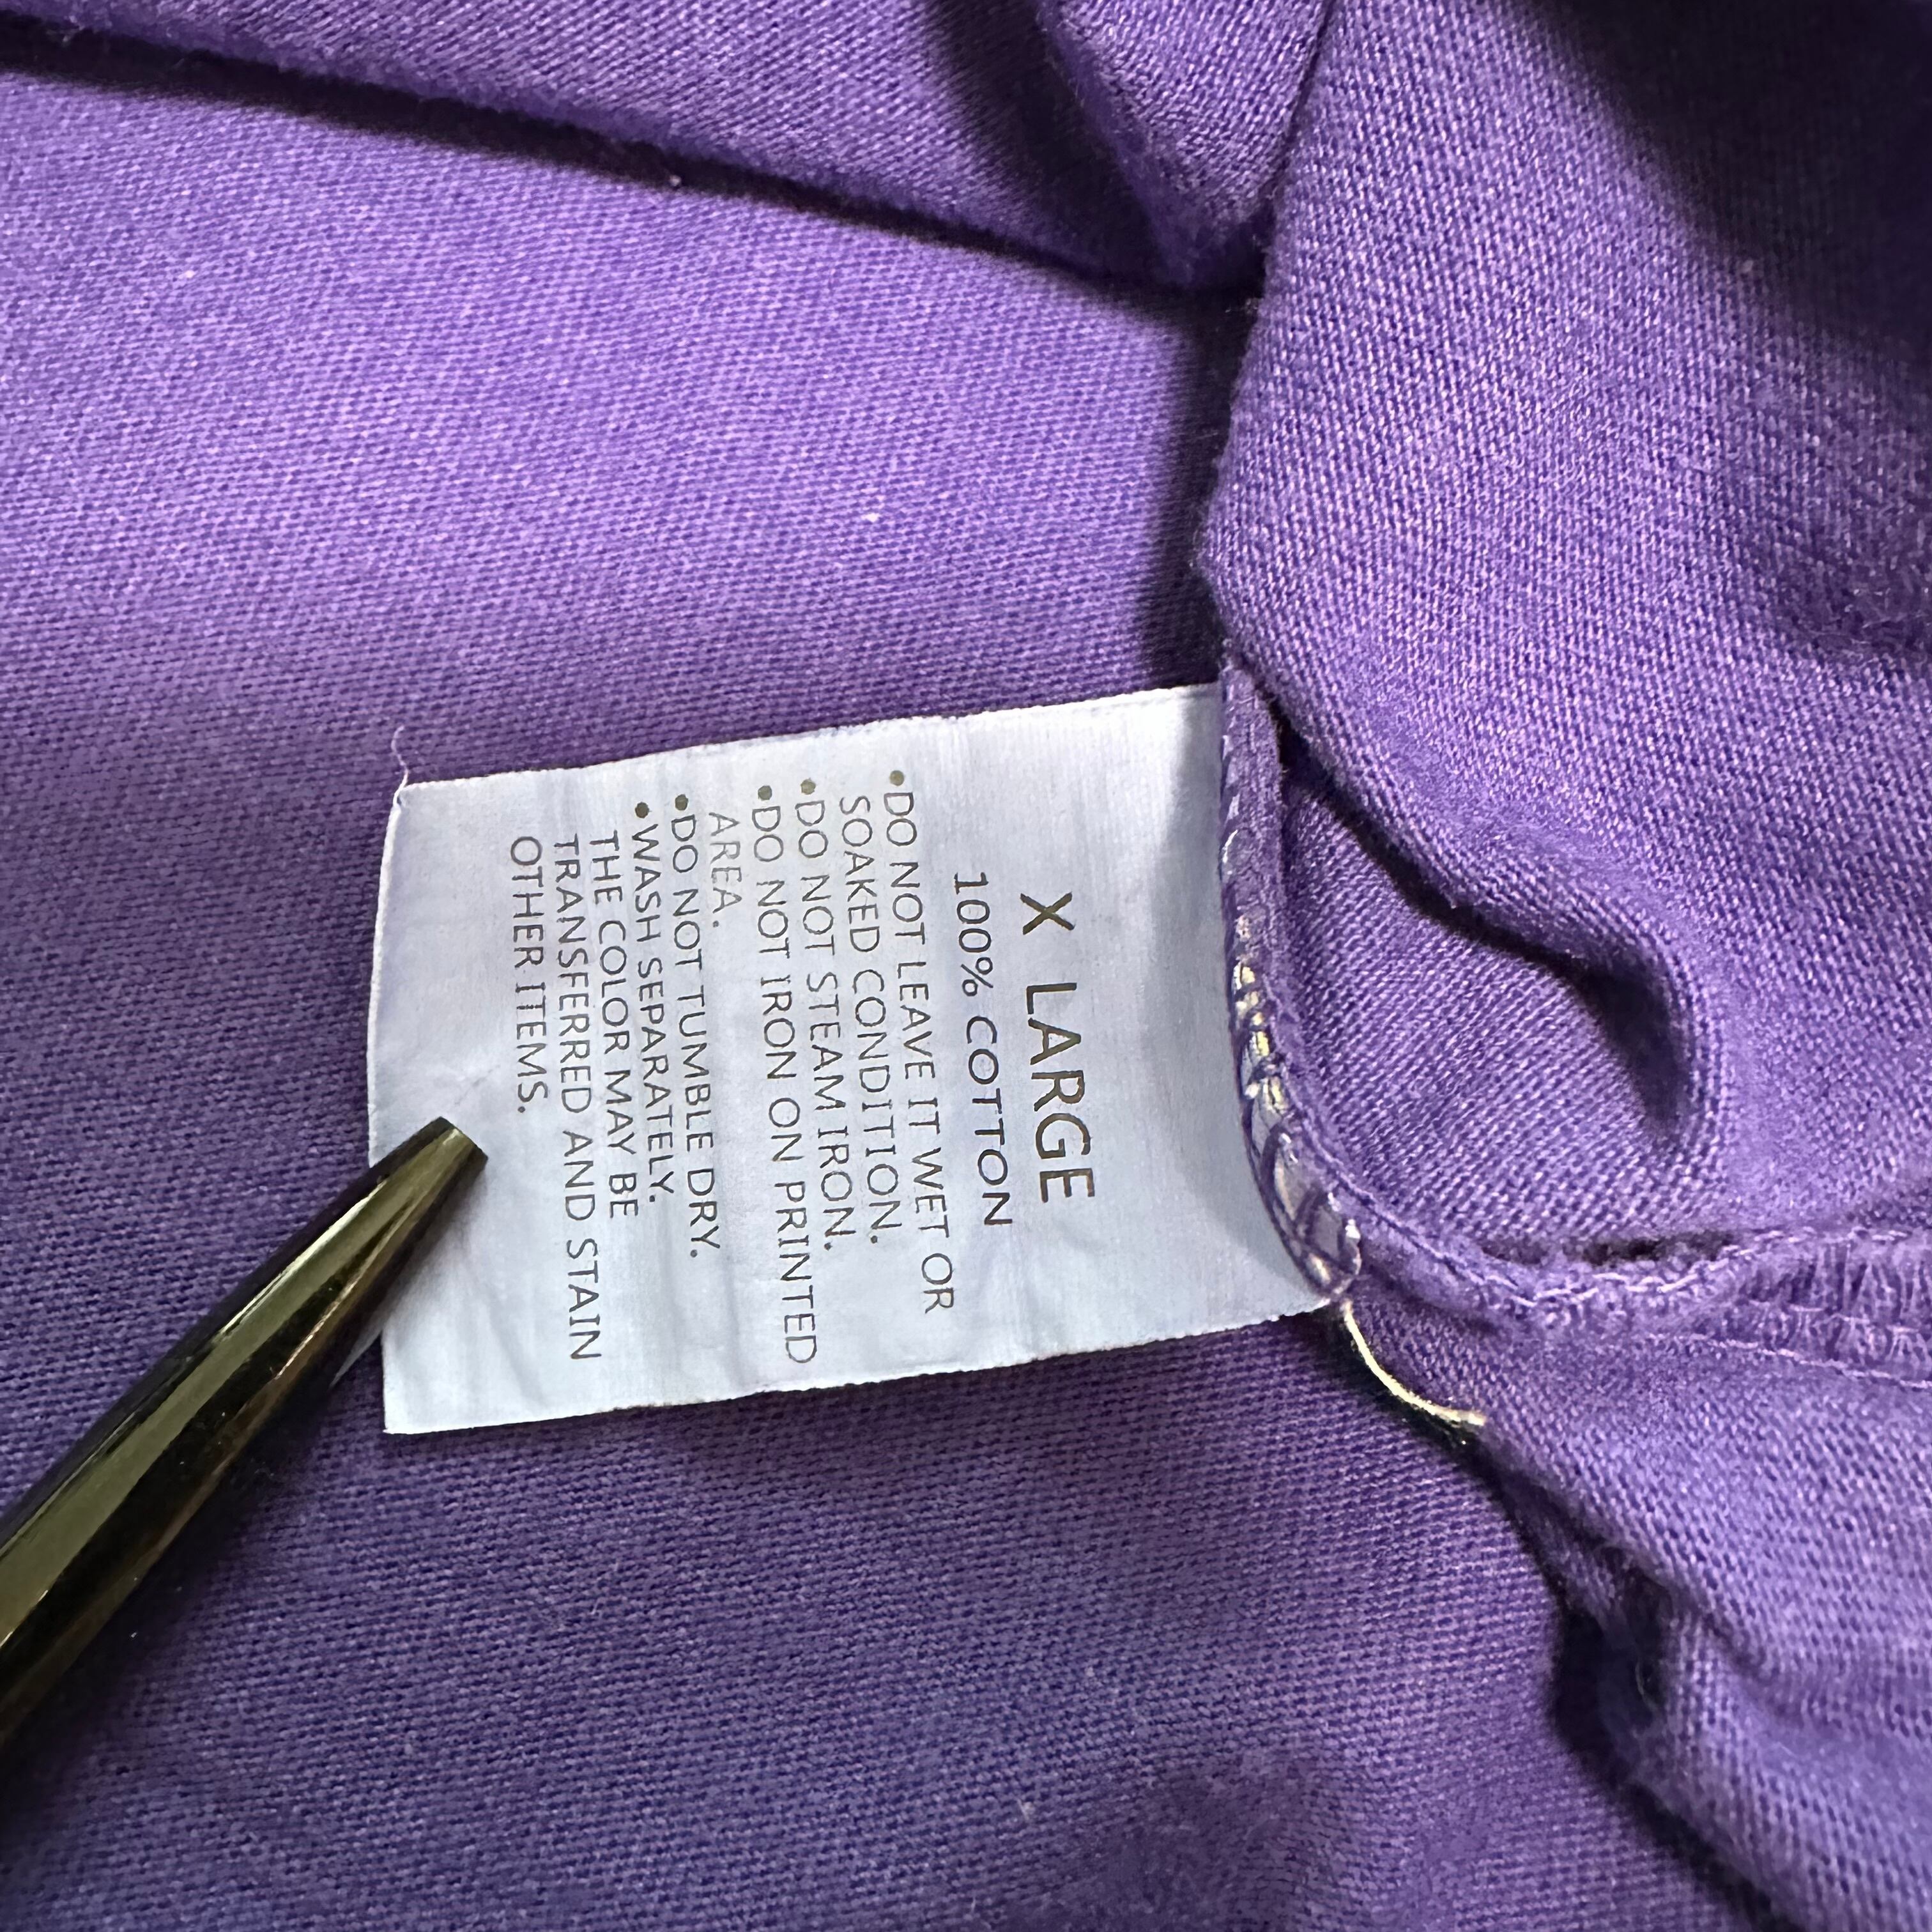 X LARGE
100% COTTON
•DO NOT LEAVE IT WET OR
SOAKED CONDITION.
•DO NOT STEAM IRON.
•DO NOT IRON ON PRINTED
AREA.
•DO NOT TUMBLE DRY.
•WASH SEPARATELY.
THE COLOR MAY BE
TRANSFERRED AND STAIN
OTHER ITEMS.